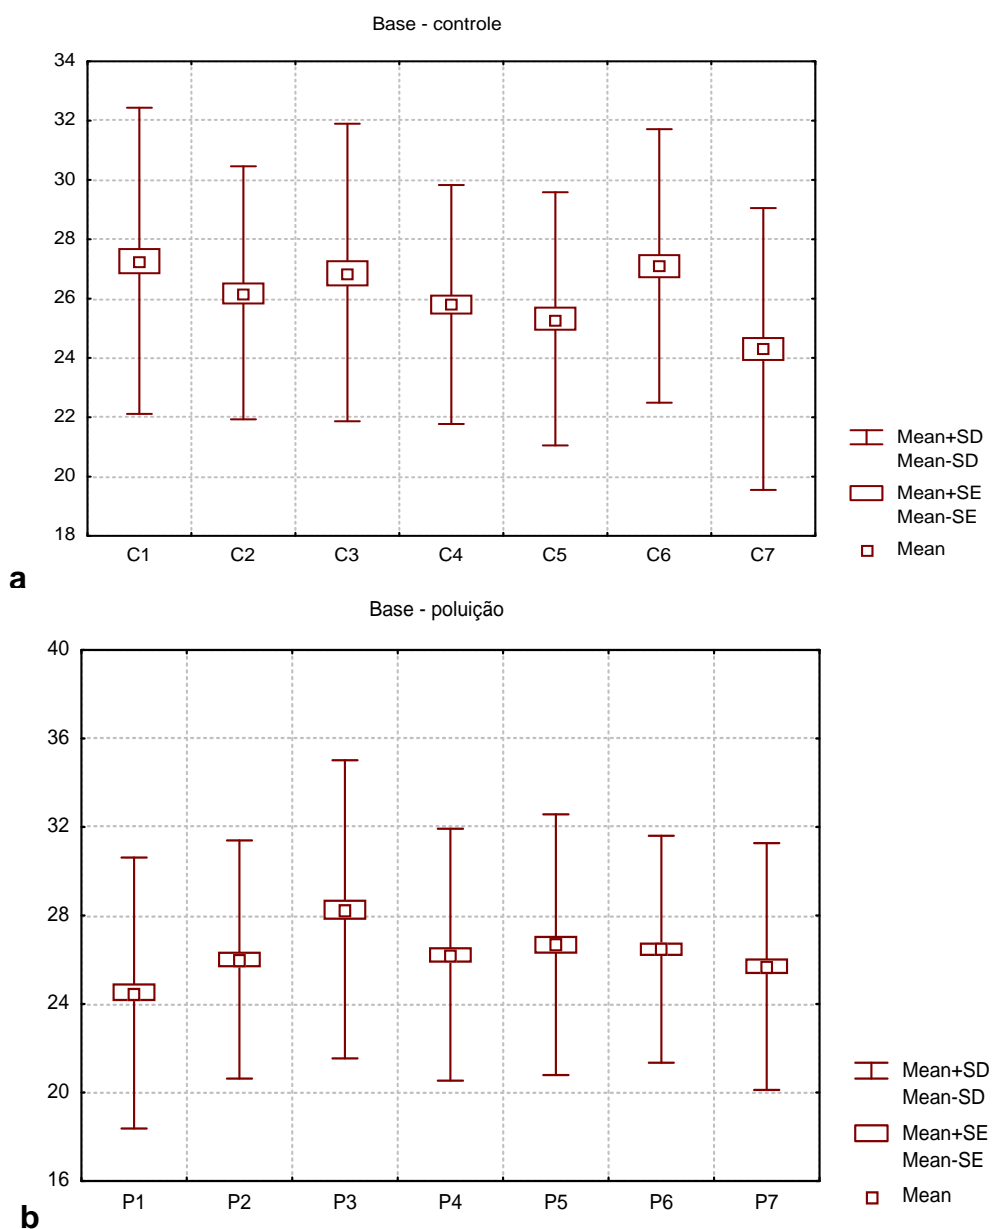 Base - controle
34
32
30
28
26
24
22
20
18
C1 C2 C3 C4 C5 C6 C7
Mean+SD
Mean-SD
Mean+SE
Mean-SE
Mean
a
Base - poluição
40
36
32
28
24
20
16
P1 P2 P3 P4 P5 P6 P7
Mean+SD
Mean-SD
Mean+SE
Mean-SE
Mean
b